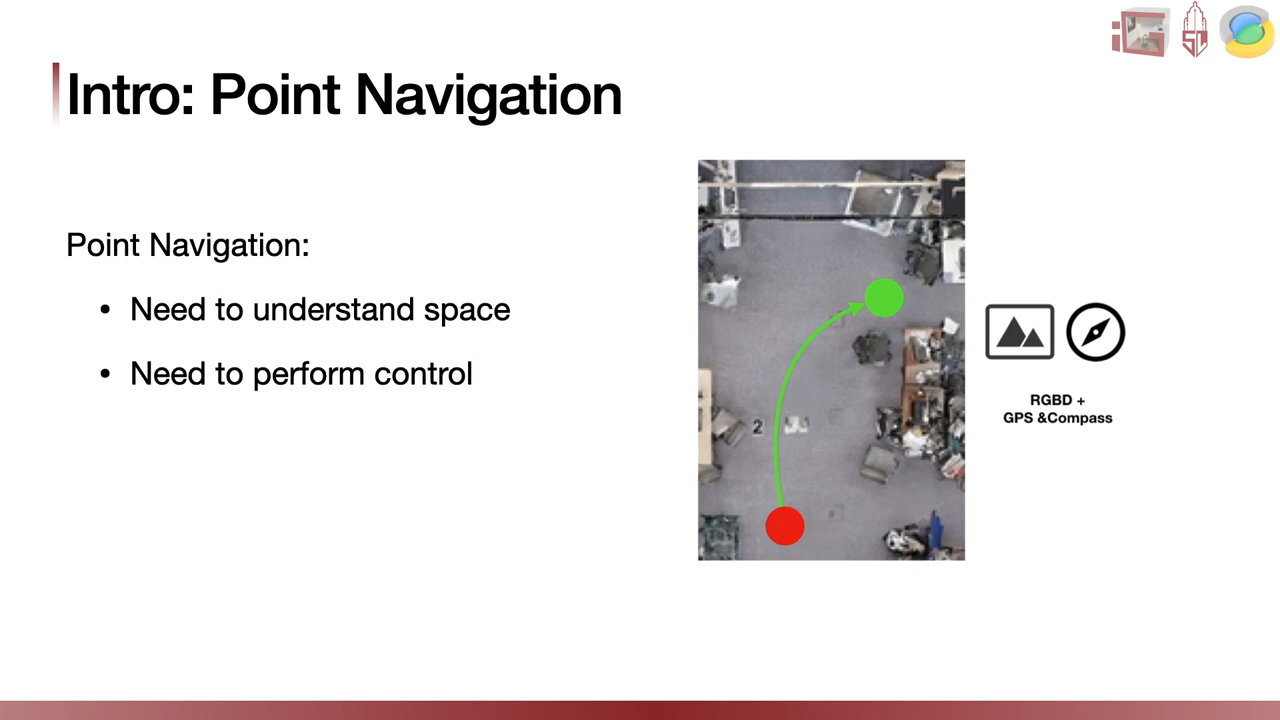 Intro: Point Navigation
Point Navigation:
• Need to understand space
• Need to perform control
2
RGBD +
GPS &Compass